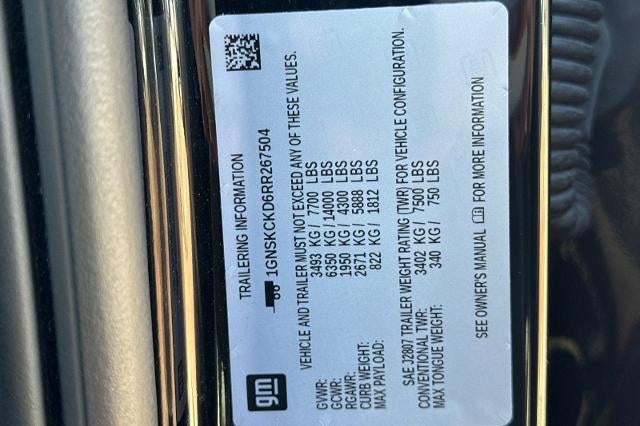 TRAILERING INFORMATION
1GNSKCKD6RR267504
VEHICLE AND TRAILER MUST NOT EXCEED ANY OF THESE VALUES.
GVWR: 3493 KG / 7700 LBS
GCWR: 6350 KG / 14000 LBS
RGAWR: 1950 KG / 4300 LBS
CURB WEIGHT: 2671 KG / 5888 LBS
MAX PAYLOAD: 822 KG / 1812 LBS
SAE J2807 TRAILER WEIGHT RATING (TWR) FOR VEHICLE CONFIGURATION.
CONVENTIONAL TWR: 3402 KG / 7500 LBS
MAX TONGUE WEIGHT: 340 KG / 750 LBS
SEE OWNER'S MANUAL FOR MORE INFORMATION
gm